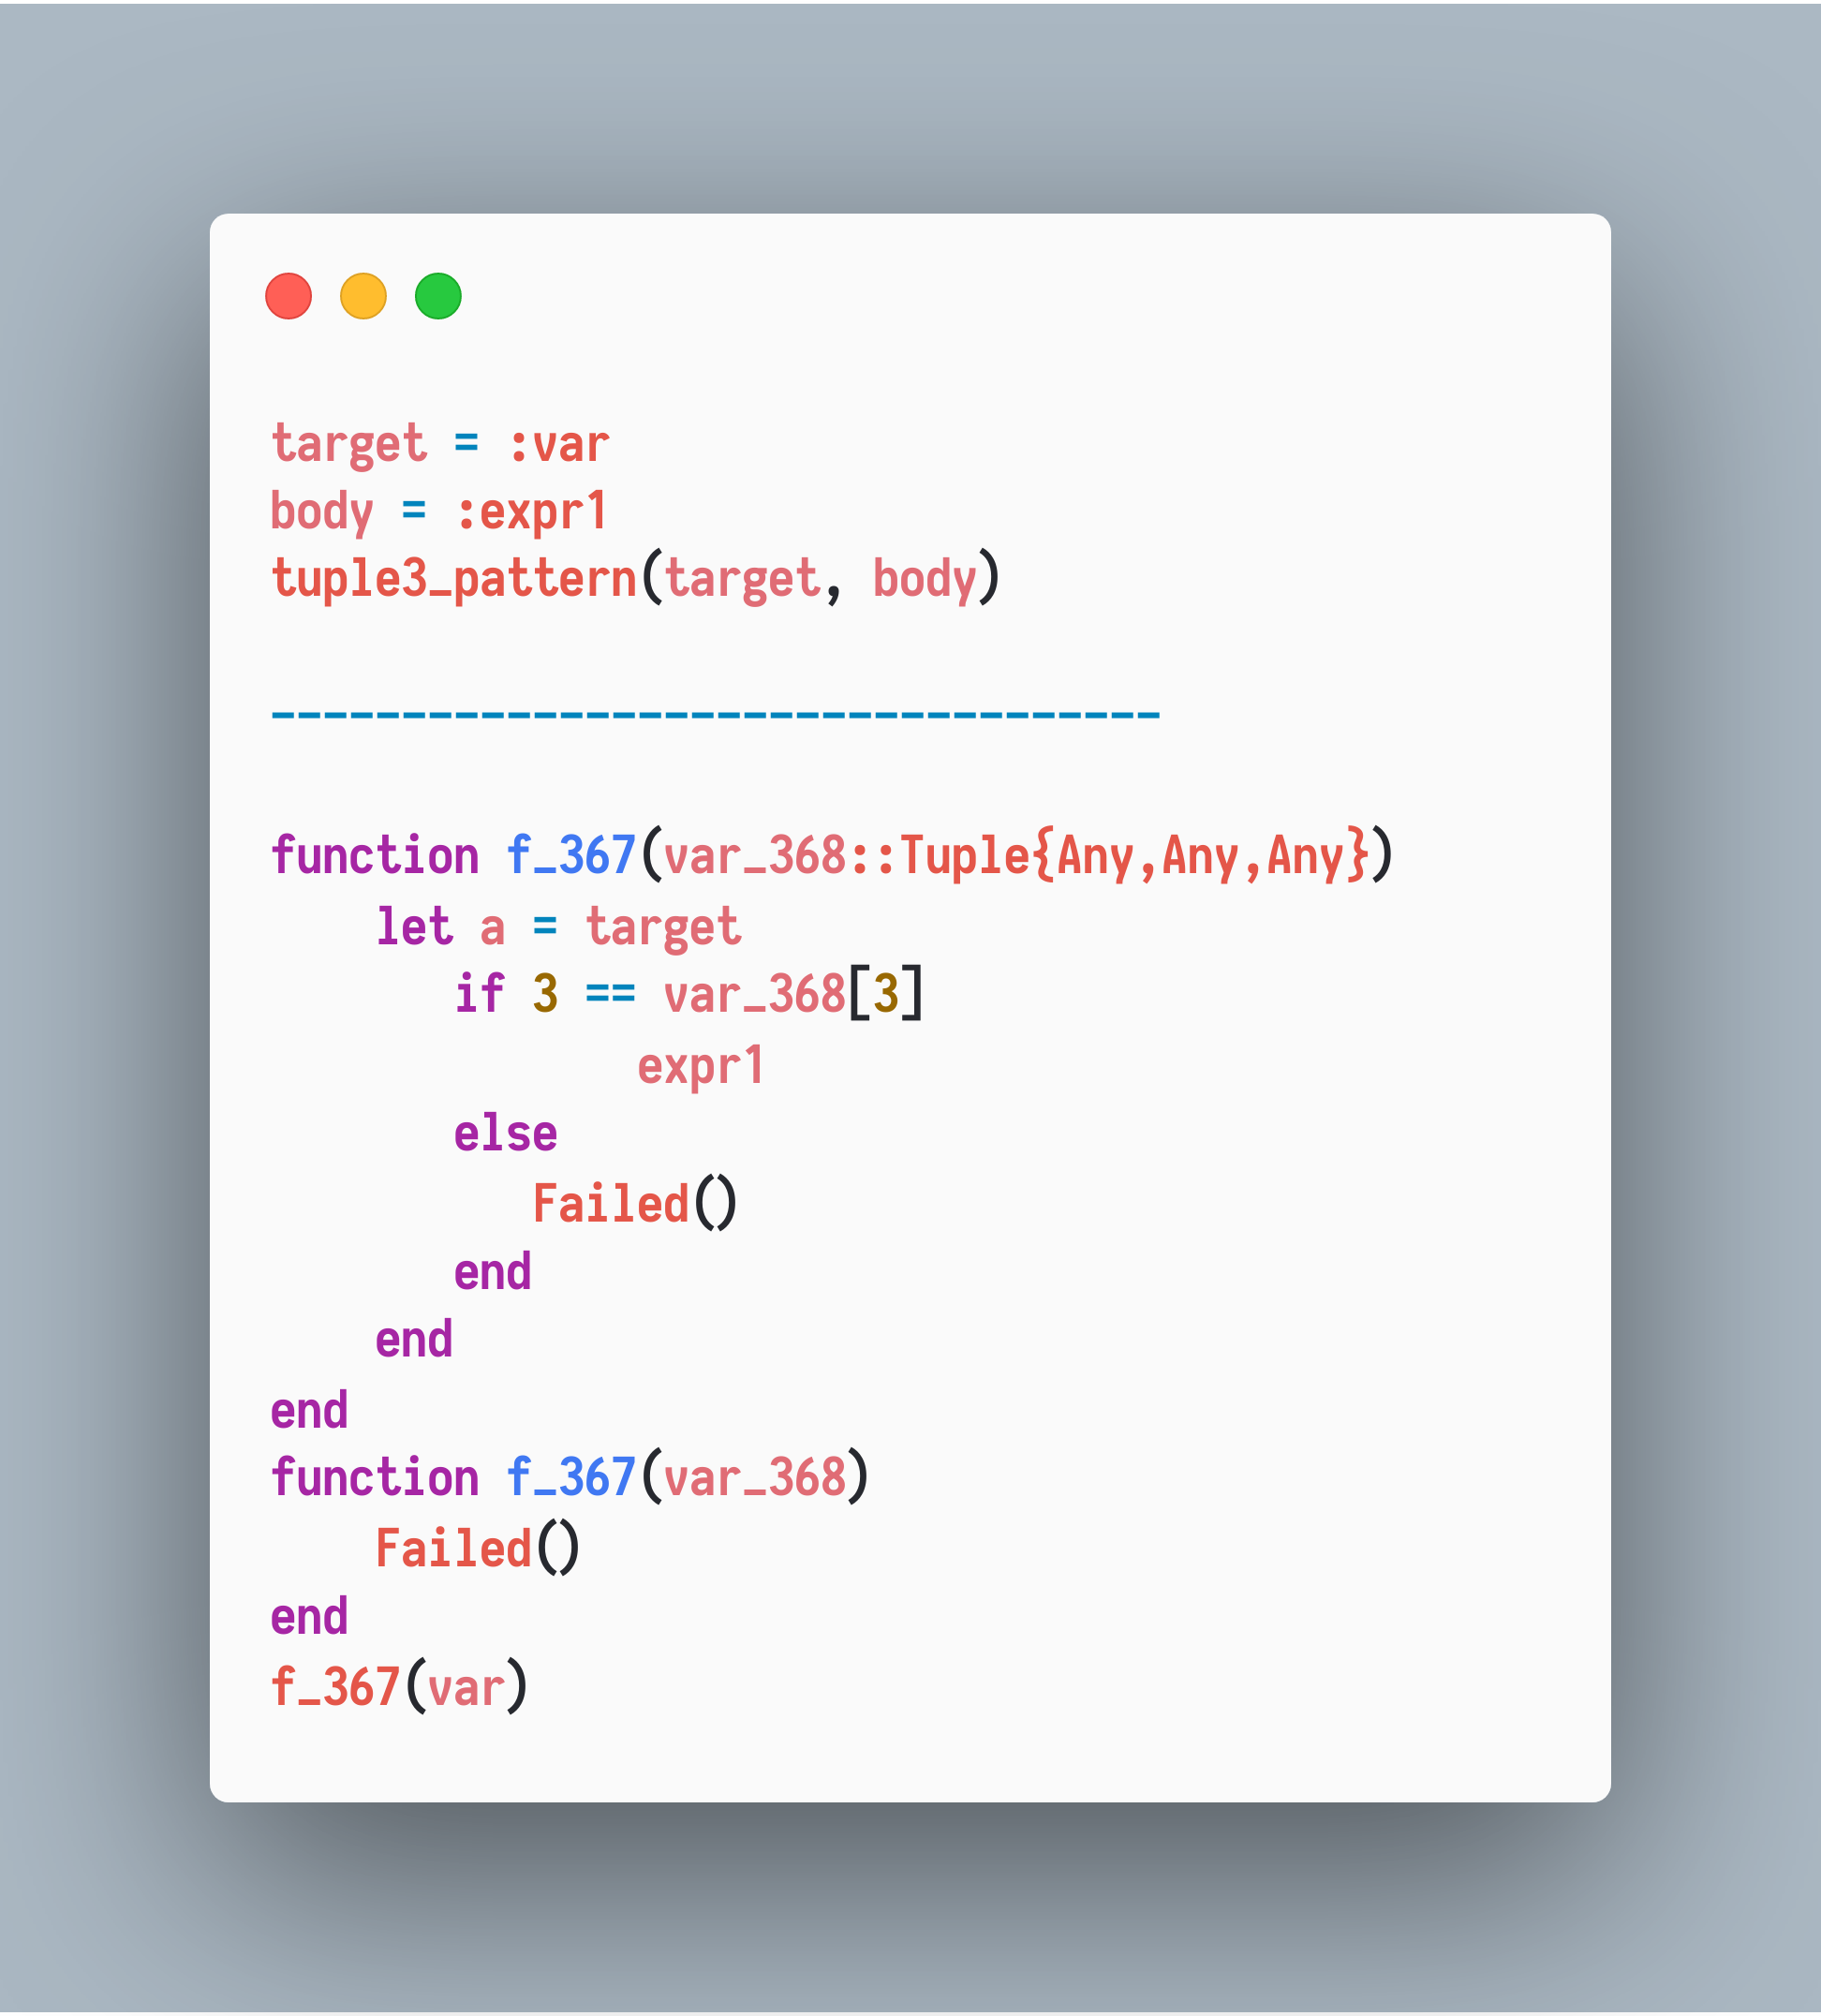 target = :var
body = :expr1
tuple3_pattern(target, body)
----------------------------------
function f_367(var_368::Tuple{Any,Any,Any})
    let a = target
       if 3 == var_368[3]
              expr1
       else
          Failed()
       end
    end
end
function f_367(var_368)
    Failed()
end
f_367(var)